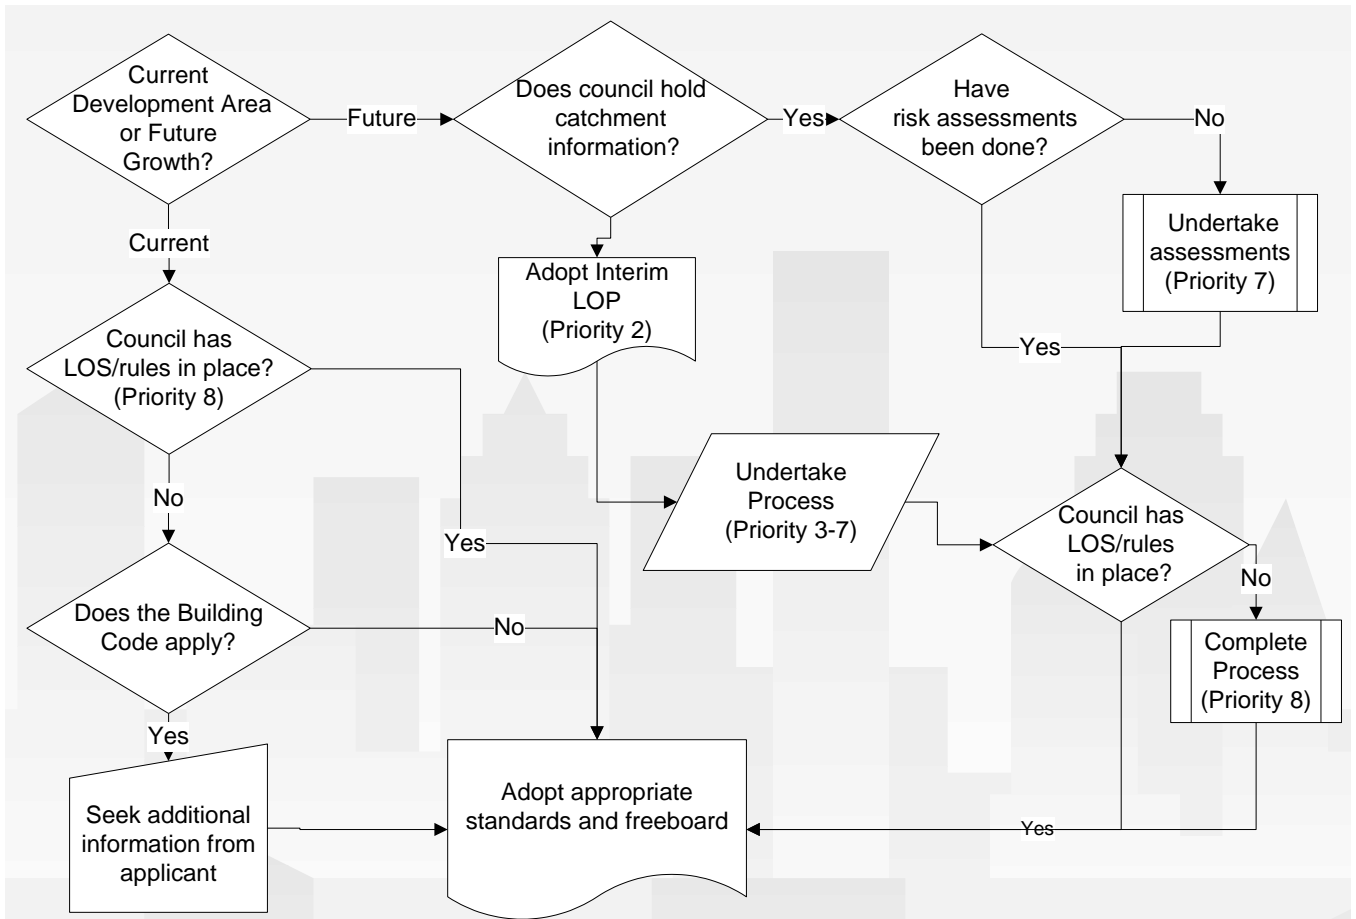 Current
Development Area
or Future
Growth?
Future
Does council hold
catchment
information?
Yes
Have
risk assessments
been done?
No
Undertake
assessments
(Priority 7)
Current
Adopt Interim
LOP
(Priority 2)
Council has
LOS/rules in place?
(Priority 8)
Yes
Undertake
Process
(Priority 3-7)
Council has
LOS/rules
in place?
No
Yes
No
Does the Building
Code apply?
No
Complete
Process
(Priority 8)
Yes
Seek additional
information from
applicant
Adopt appropriate
standards and freeboard
Yes